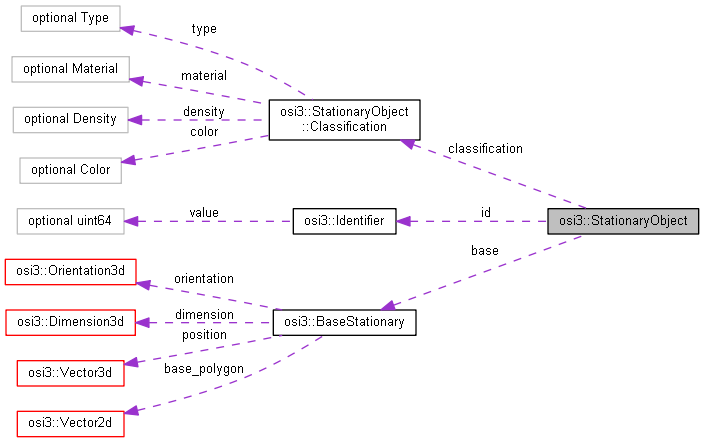 optional Type
type
optional Material
material
osi3::StationaryObject
::Classification
density
optional Density
color
classification
optional Color
value
id
optional uint64
osi3::Identifier
osi3::StationaryObject
base
osi3::Orientation3d
orientation
dimension
osi3::Dimension3d
osi3::BaseStationary
position
osi3::Vector3d
base_polygon
osi3::Vector2d